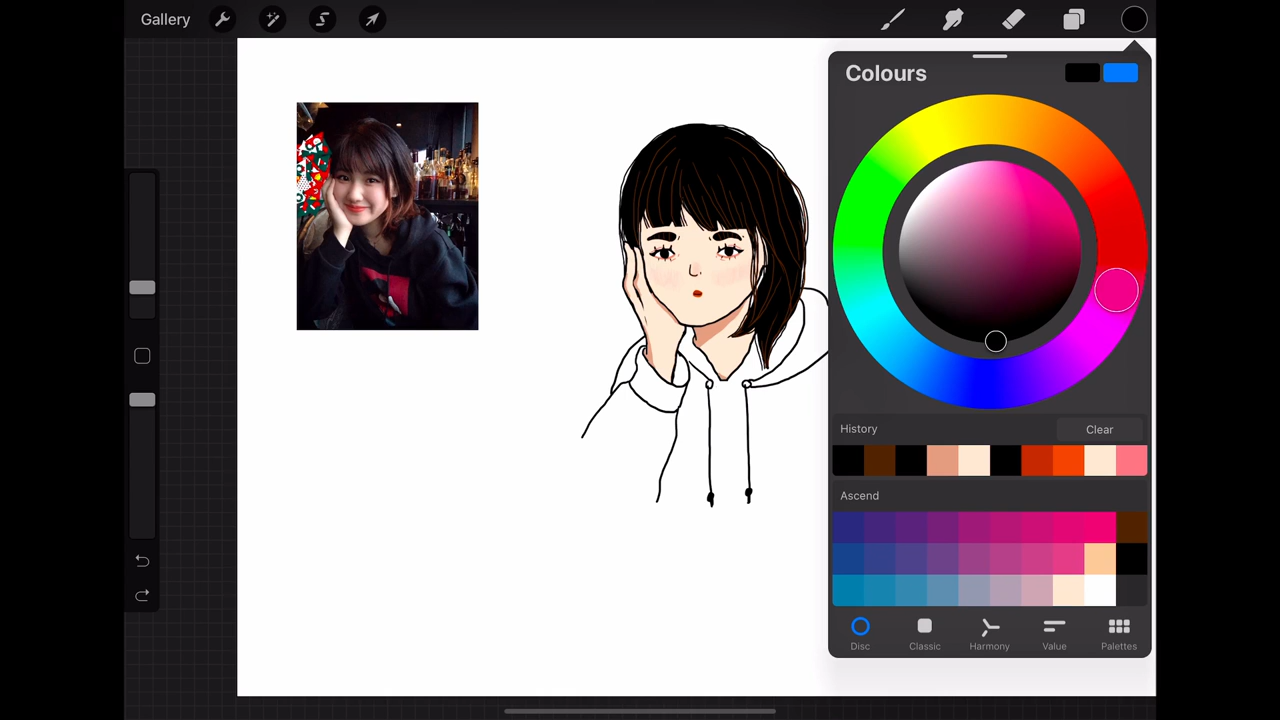 Gallery
Colours
History
Clear
Ascend
Disc
Classic
Harmony
Value
Palettes